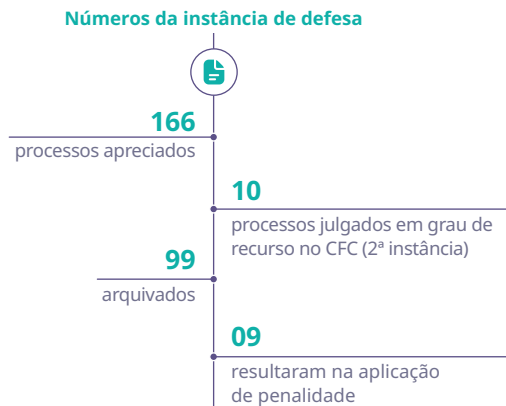 Números da instância de defesa
166
processos apreciados
10
processos julgados em grau de
recurso no CFC (2ª instância)
99
arquivados
09
resultaram na aplicação
de penalidade